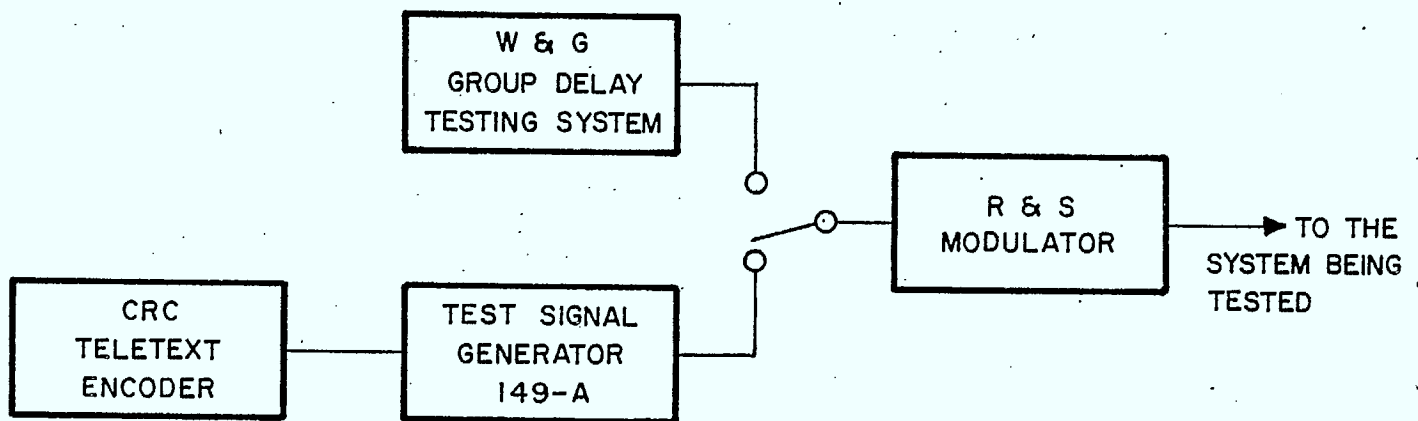 W & G
GROUP DELAY
TESTING SYSTEM
R & S
MODULATOR
TO THE
SYSTEM BEING
TESTED
CRC
TELETEXT
ENCODER
TEST SIGNAL
GENERATOR
149-A